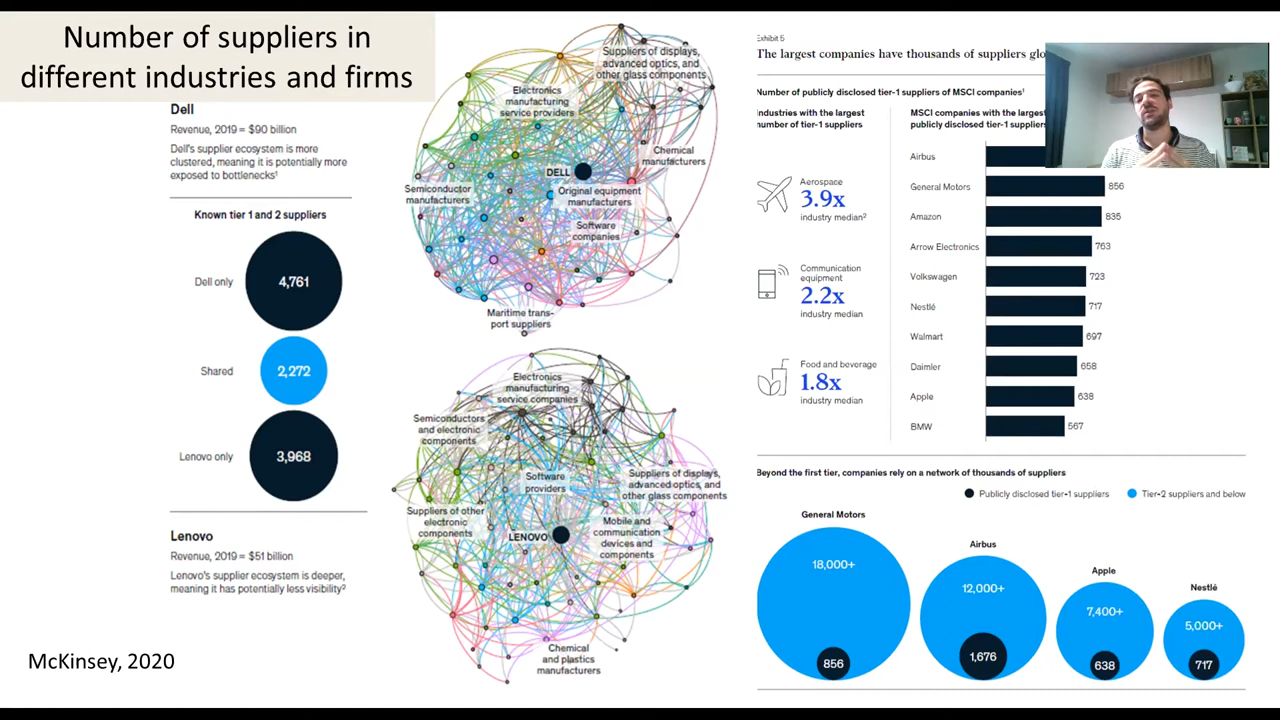 Number of suppliers in
different industries and firms
Dell
Revenue, 2019 = $90 billion
Dell's supplier ecosystem is more
clustered, meaning it is potentially more
exposed to bottlenecks¹
Known tier 1 and 2 suppliers
Dell only
4,761
Shared
2,272
Lenovo only
3,968
Lenovo
Revenue, 2019 = $51 billion
Lenovo's supplier ecosystem is deeper,
meaning it has potentially less visibility²
McKinsey, 2020
Suppliers of displays,
advanced optics, and
other glass components
Electronics
manufacturing
service providers
Chemical
manufacturers
DELL
Semiconductor
manufacturers
Original equipment
manufacturers
Software
companies
Maritime trans-
port suppliers
Electronics
manufacturing
service companies
Semiconductors
and electronic
components
Software
providers
Suppliers of displays,
advanced optics, and
other glass components
Suppliers of other
electronic
components
LENOVO
Mobile and
communication
devices and
components
Chemical
and plastics
manufacturers
Exhibit 5
The largest companies have thousands of suppliers
Number of publicly disclosed tier-1 suppliers of MSCI companies¹
Industries with the largest
number of tier-1 suppliers
Aerospace
3.9x
industry median²
Communication
equipment
2.2x
industry median
Food and beverage
1.8x
industry median
MSCI companies with the largest
publicly disclosed tier-1 suppliers
Airbus
General Motors 856
Amazon 835
Arrow Electronics 763
Volkswagen 723
Nestlé 717
Walmart 697
Daimler 658
Apple 638
BMW 567
Beyond the first tier, companies rely on a network of thousands of suppliers
Publicly disclosed tier-1 suppliers
Tier-2 suppliers and below
General Motors
18,000+
856
Airbus
12,000+
1,676
Apple
7,400+
638
Nestlé
5,000+
717